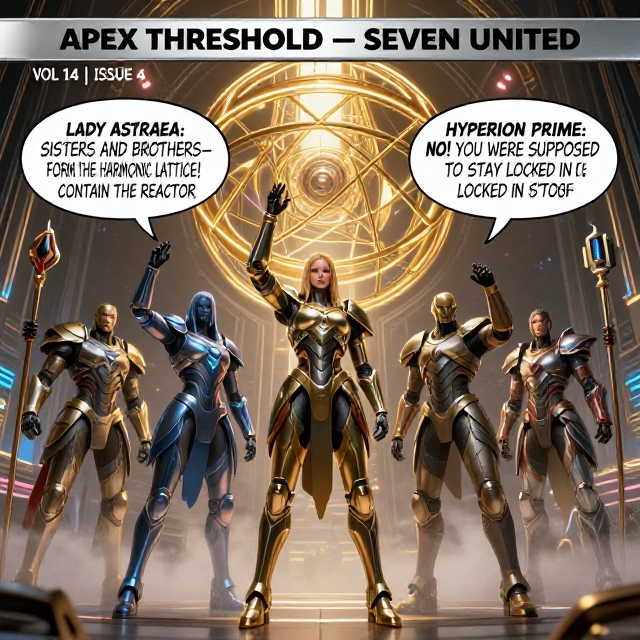 APEX THRESHOLD — SEVEN UNITED
VOL 14 | ISSUE 4
LADY ASTRAEA:
SISTERS AND BROTHERS—
FORM THE HARMONIC LATTICE!
CONTAIN THE REACTOR
HYPERION PRIME:
NO! YOU WERE SUPPOSED
TO STAY LOCKED IN
LOCKED IN